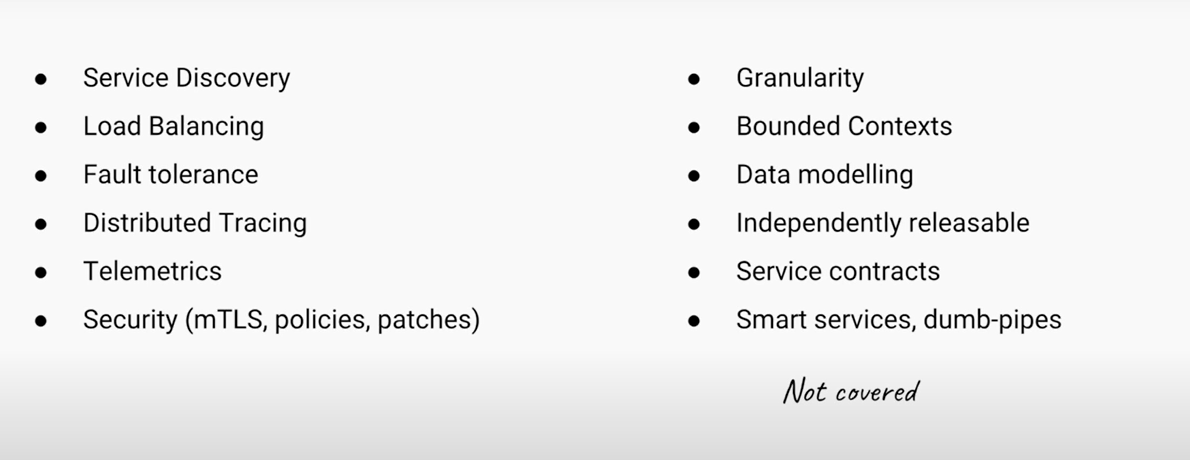 ● Service Discovery
● Load Balancing
● Fault tolerance
● Distributed Tracing
● Telemetrics
● Security (mTLS, policies, patches)
● Granularity
● Bounded Contexts
● Data modelling
● Independently releasable
● Service contracts
● Smart services, dumb-pipes
Not covered